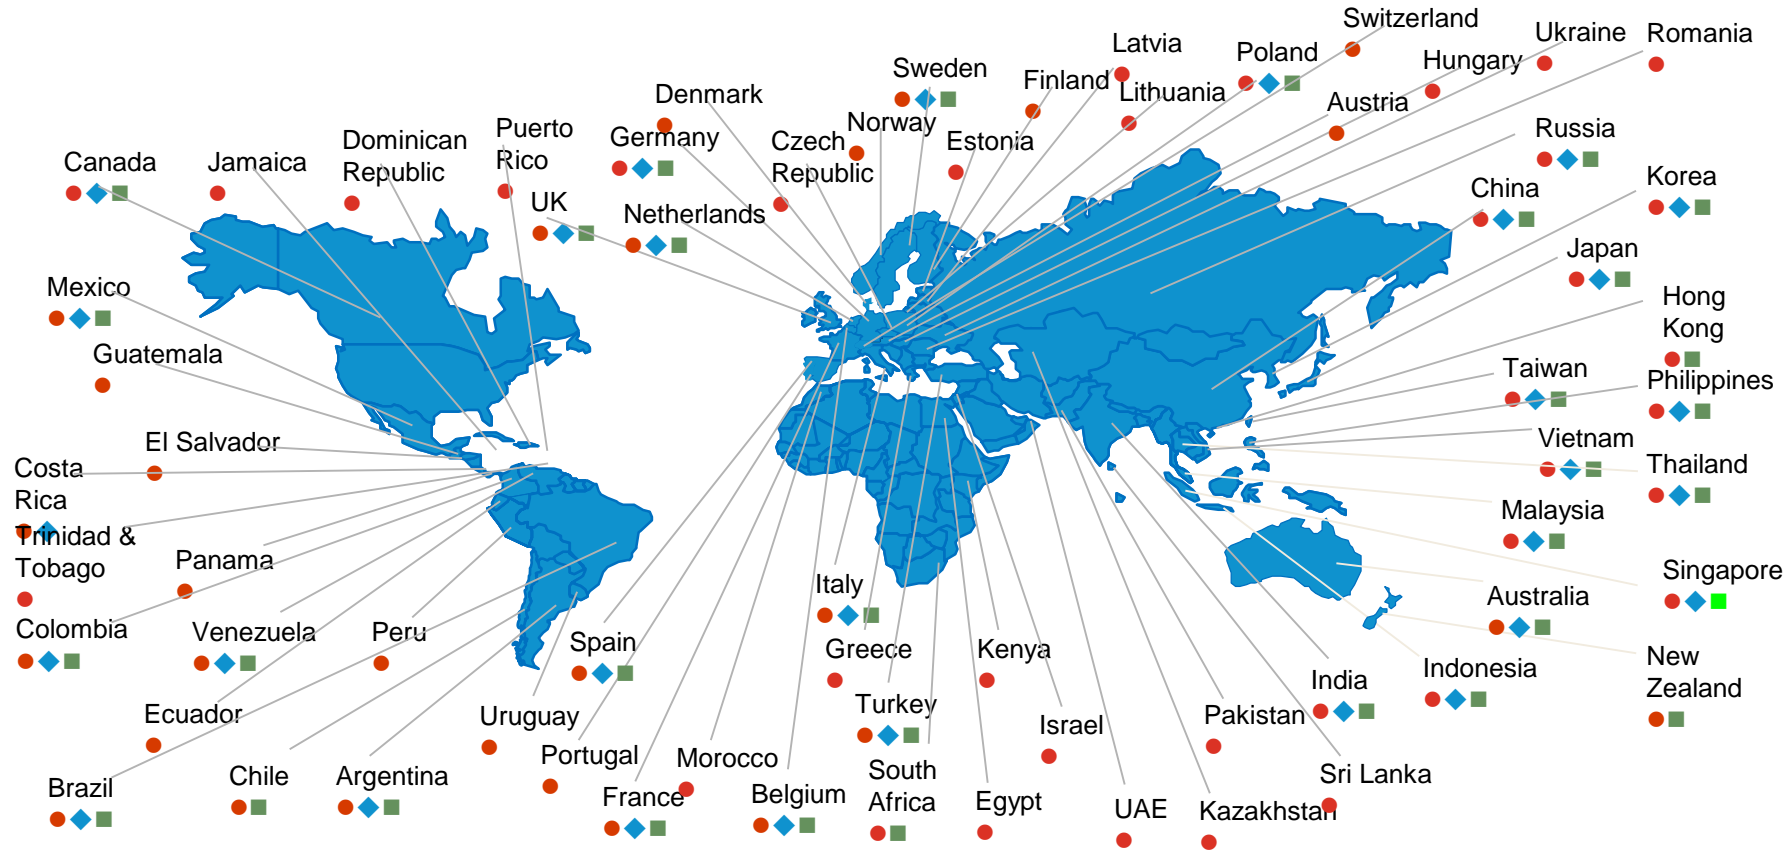 Switzerland
Ukraine
Romania
Latvia
Poland
Hungary
Sweden
Finland
Lithuania
Denmark
Austria
Norway
Puerto
Rico
Germany
Czech
Republic
Estonia
Russia
Dominican
Republic
Canada
Jamaica
Korea
China
UK
Netherlands
Japan
Mexico
Hong
Kong
Guatemala
Taiwan
Philippines
El Salvador
Vietnam
Costa
Rica
Thailand
Trinidad &
Tobago
Malaysia
Panama
Singapore
Italy
Australia
Colombia
Venezuela
Peru
Spain
Greece
Kenya
New
Zealand
Indonesia
India
Ecuador
Uruguay
Turkey
Israel
Pakistan
Portugal
Morocco
South
Africa
Sri Lanka
Brazil
Chile
Argentina
France
Belgium
Egypt
UAE
Kazakhstan